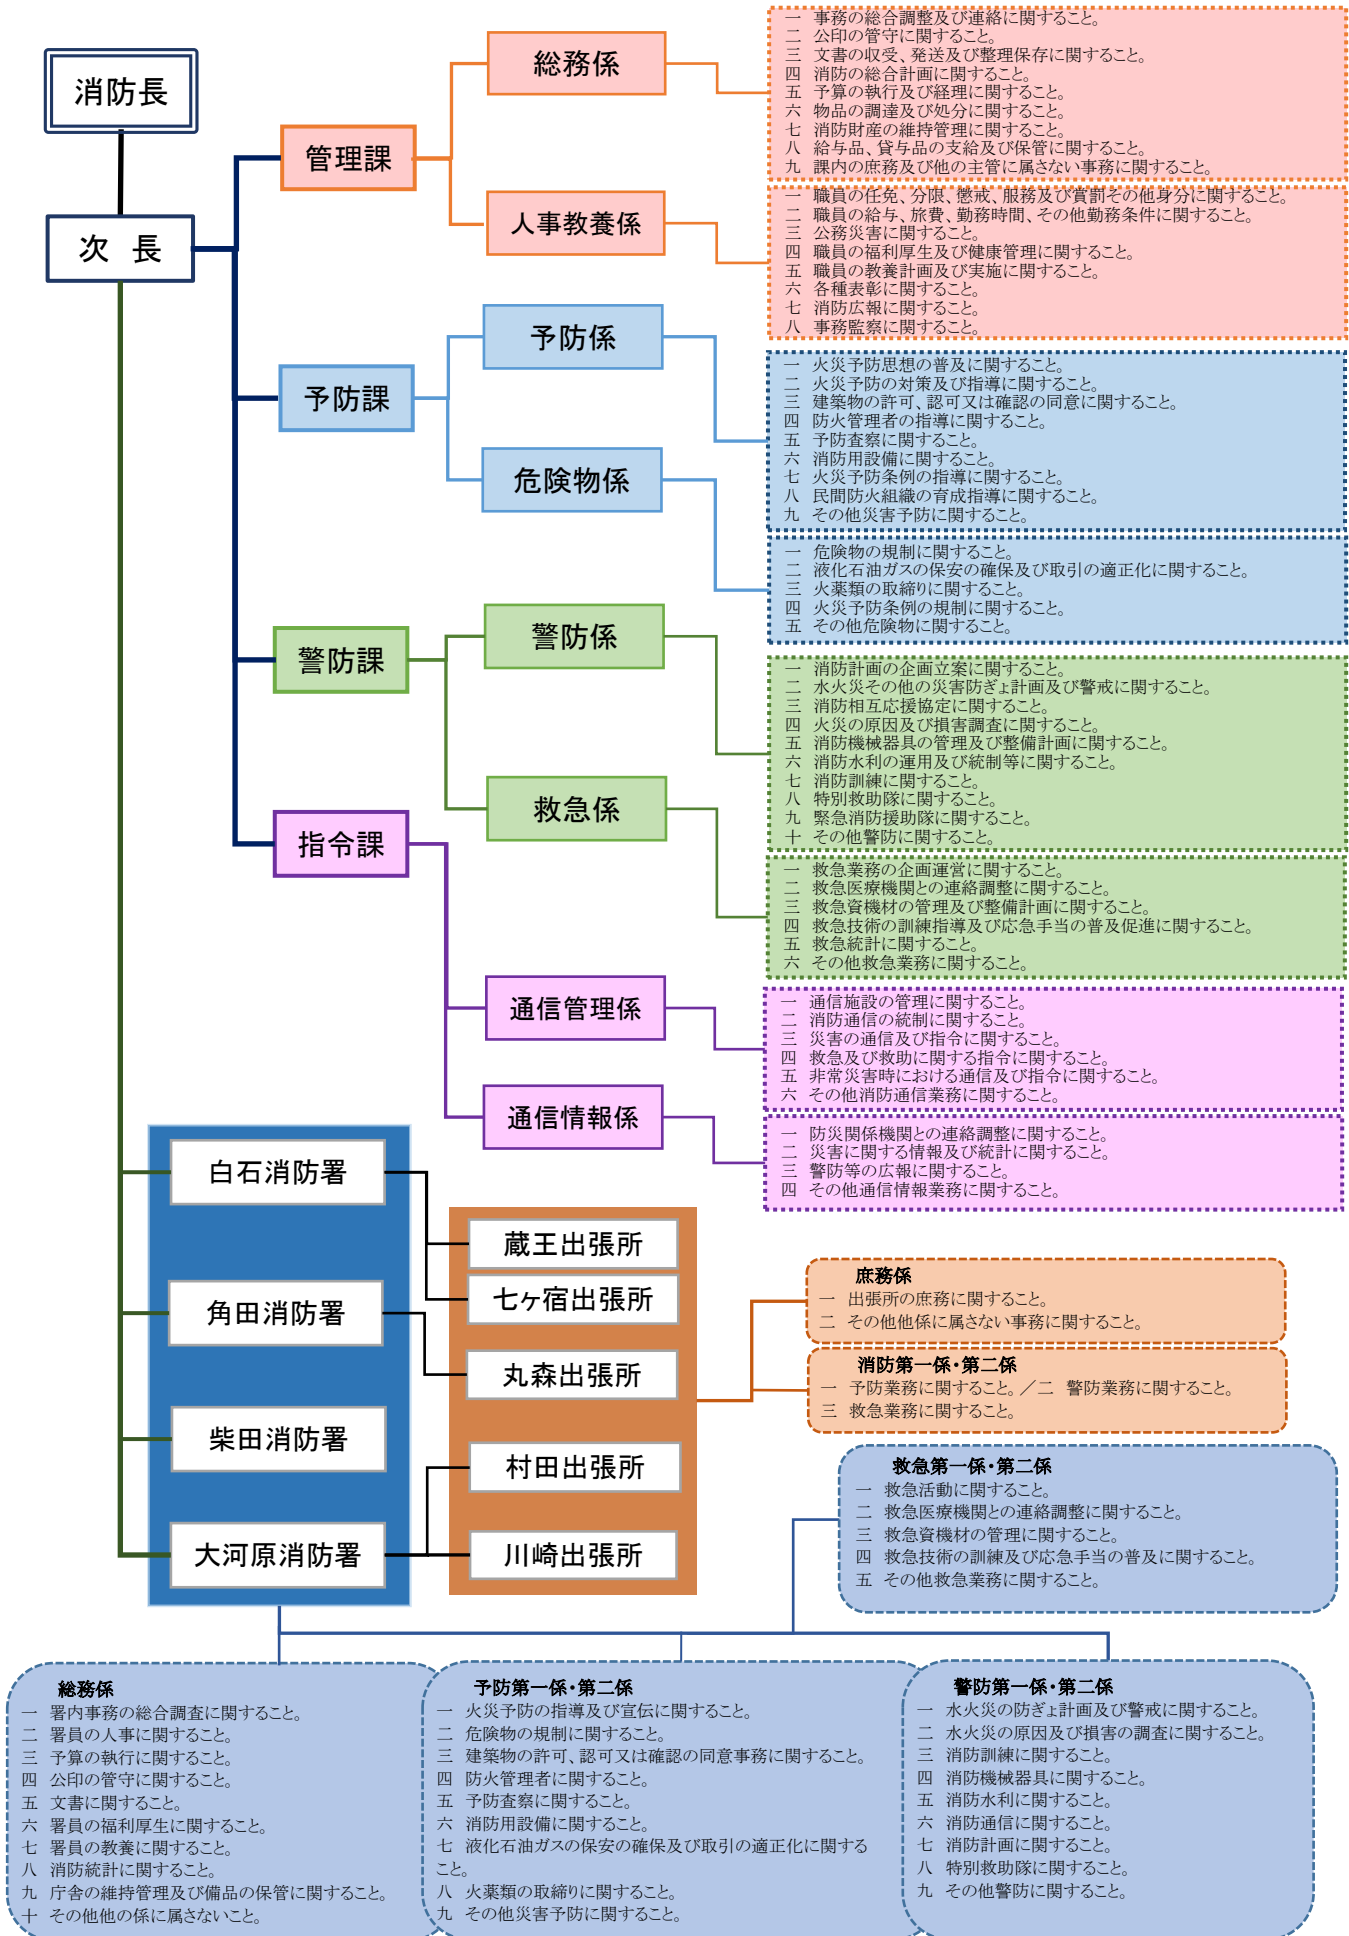 消防長
次　長
管理課
総務係
一　事務の総合調整及び連絡に関すること。
二　公印の管守に関すること。
三　文書の収受、発送及び整理保存に関すること。
四　消防の総合計画に関すること。
五　予算の執行及び経理に関すること。
六　物品の調達及び処分に関すること。
七　消防財産の維持管理に関すること。
八　給与品、貸与品の支給及び保管に関すること。
九　課内の庶務及び他の主管に属さない事務に関すること。
人事教養係
一　職員の任免、分限、懲戒、服務及び賞罰その他身分に関すること。
二　職員の給与、旅費、勤務時間、その他勤務条件に関すること。
三　公務災害に関すること。
四　職員の福利厚生及び健康管理に関すること。
五　職員の教養計画及び実施に関すること。
六　各種表彰に関すること。
七　消防広報に関すること。
八　事務監察に関すること。
予防課
予防係
一　火災予防思想の普及に関すること。
二　火災予防の対策及び指導に関すること。
三　建築物の許可、認可又は確認の同意に関すること。
四　防火管理者の指導に関すること。
五　予防査察に関すること。
六　消防用設備に関すること。
七　火災予防条例の指導に関すること。
八　民間防火組織の育成指導に関すること。
九　その他災害予防に関すること。
危険物係
一　危険物の規制に関すること。
二　液化石油ガスの保安の確保及び取引の適正化に関すること。
三　火薬類の取締りに関すること。
四　火災予防条例の規制に関すること。
五　その他危険物に関すること。
警防課
警防係
一　消防計画の企画立案に関すること。
二　水火災その他の災害防ぎょ計画及び警戒に関すること。
三　消防相互応援協定に関すること。
四　火災の原因及び損害調査に関すること。
五　消防機械器具の管理及び整備計画に関すること。
六　消防水利の運用及び統制等に関すること。
七　消防訓練に関すること。
八　特別救助隊に関すること。
九　緊急消防援助隊に関すること。
十　その他警防に関すること。
救急係
一　救急業務の企画運営に関すること。
二　救急医療機関との連絡調整に関すること。
三　救急資機材の管理及び整備計画に関すること。
四　救急技術の訓練指導及び応急手当の普及促進に関すること。
五　救急統計に関すること。
六　その他救急業務に関すること。
指令課
通信管理係
一　通信施設の管理に関すること。
二　消防通信の統制に関すること。
三　災害の通信及び指令に関すること。
四　救急及び救助に関する指令に関すること。
五　非常災害時における通信及び指令に関すること。
六　その他消防通信業務に関すること。
通信情報係
一　防災関係機関との連絡調整に関すること。
二　災害に関する情報及び統計に関すること。
三　警防等の広報に関すること。
四　その他通信情報業務に関すること。
白石消防署
角田消防署
柴田消防署
大河原消防署
蔵王出張所
七ヶ宿出張所
丸森出張所
村田出張所
川崎出張所
庶務係
一　出張所の庶務に関すること。
二　その他他係に属さない事務に関すること。
消防第一係・第二係
一　予防業務に関すること。／二　警防業務に関すること。
三　救急業務に関すること。
救急第一係・第二係
一　救急活動に関すること。
二　救急医療機関との連絡調整に関すること。
三　救急資機材の管理に関すること。
四　救急技術の訓練及び応急手当の普及に関すること。
五　その他救急業務に関すること。
総務係
一　署内事務の総合調査に関すること。
二　署員の人事に関すること。
三　予算の執行に関すること。
四　公印の管守に関すること。
五　文書に関すること。
六　署員の福利厚生に関すること。
七　署員の教養に関すること。
八　消防統計に関すること。
九　庁舎の維持管理及び備品の保管に関すること。
十　その他他の係に属さないこと。
予防第一係・第二係
一　火災予防の指導及び宣伝に関すること。
二　危険物の規制に関すること。
三　建築物の許可、認可又は確認の同意事務に関すること。
四　防火管理者に関すること。
五　予防査察に関すること。
六　消防用設備に関すること。
七　液化石油ガスの保安の確保及び取引の適正化に関する
こと。
八　火薬類の取締りに関すること。
九　その他災害予防に関すること。
警防第一係・第二係
一　水火災の防ぎょ計画及び警戒に関すること。
二　水火災の原因及び損害の調査に関すること。
三　消防訓練に関すること。
四　消防機械器具に関すること。
五　消防水利に関すること。
六　消防通信に関すること。
七　消防計画に関すること。
八　特別救助隊に関すること。
九　その他警防に関すること。